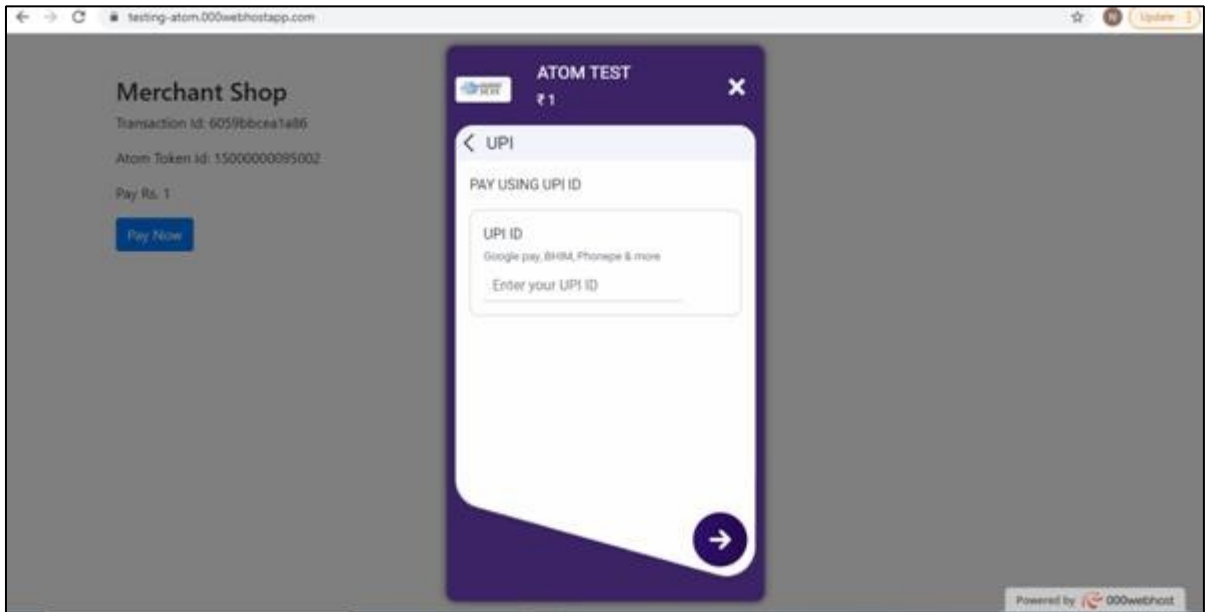 testing-atom.000webhostapp.com
N
Update
Merchant Shop
Transaction Id: 6059bbcea1a86
Atom Token Id: 15000000095002
Pay Rs. 1
Pay Now
ATOM TEST
₹1
UPI
PAY USING UPI ID
UPI ID
Google pay, BHIM, Phonepe & more
Enter your UPI ID
Powered by 000webhost